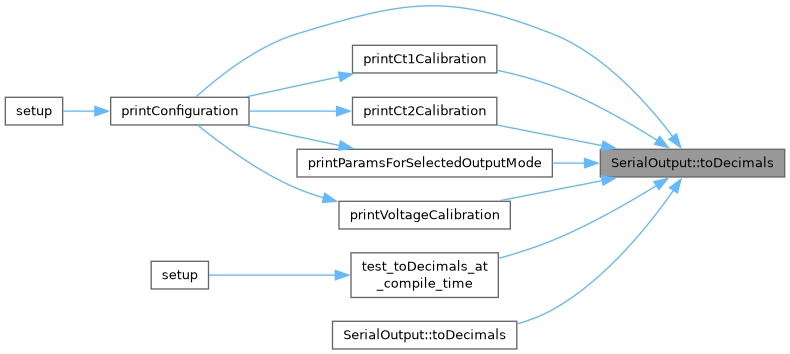 printCt1Calibration
setup
printConfiguration
printCt2Calibration
printParamsForSelectedOutputMode
SerialOutput::toDecimals
printVoltageCalibration
setup
test_toDecimals_at
_compile_time
SerialOutput::toDecimals